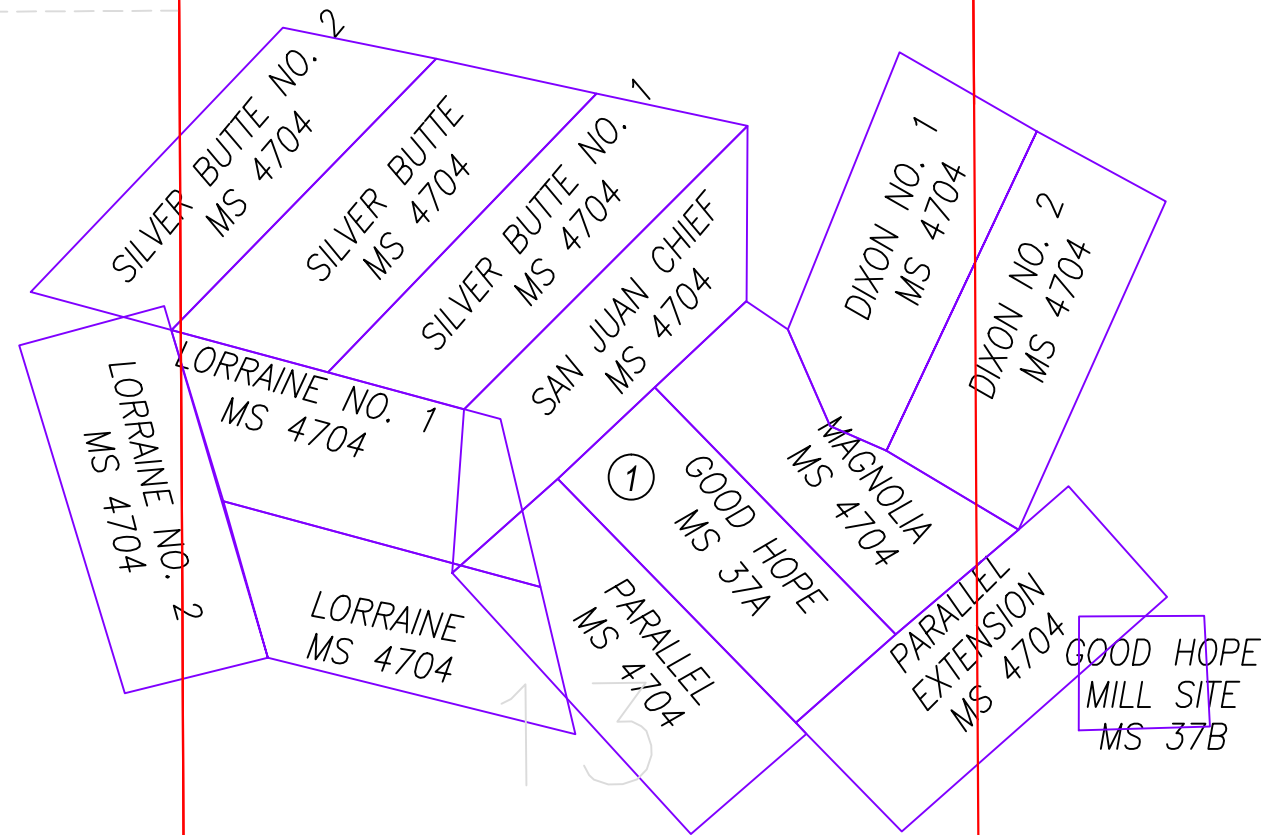 SILVER BUTTE NO. 2
MS 4704
SILVER BUTTE
MS 4704
SILVER BUTTE NO. 1
MS 4704
SAN JUAN CHIEF
MS 4704
DIXON NO. 1
MS 4704
DIXON NO. 2
MS 4704
LORRAINE NO. 1
MS 4704
LORRAINE NO. 2
MS 4704
LORRAINE
MS 4704
1
GOOD HOPE
MS 37A
MAGNOLIA
MS 4704
PARALLEL
MS 4704
PARALLEL
EXTENSION
MS 4704
GOOD HOPE
MILL SITE
MS 37B
13